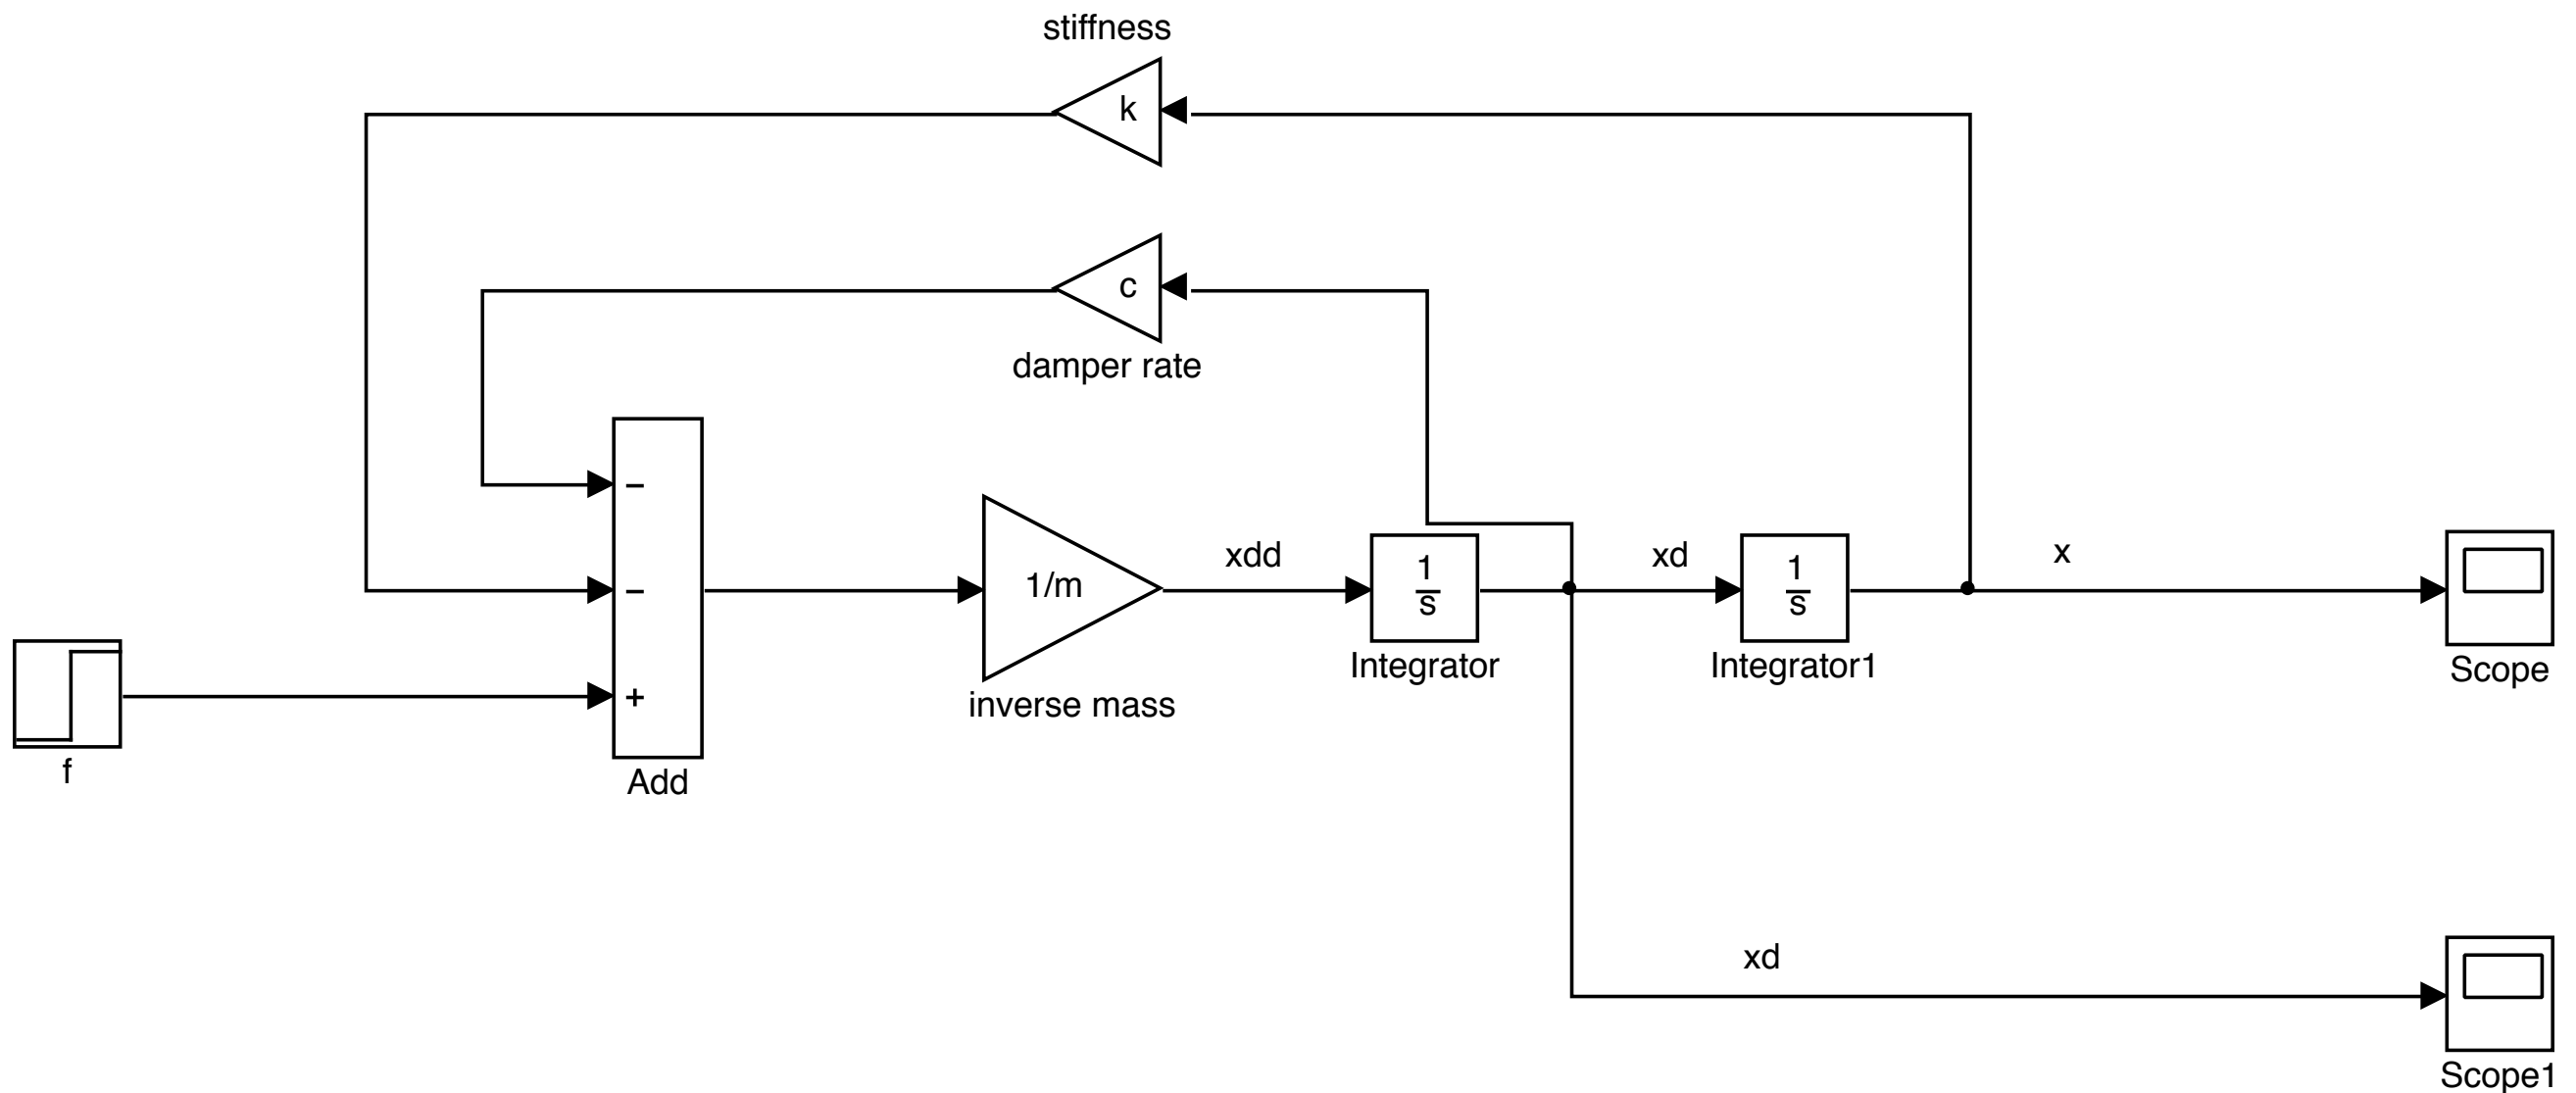 stiffness
k
c
damper rate
−
−
+
f
Add
1/m
inverse mass
xdd
1
s
Integrator
xd
1
s
Integrator1
x
Scope
xd
Scope1